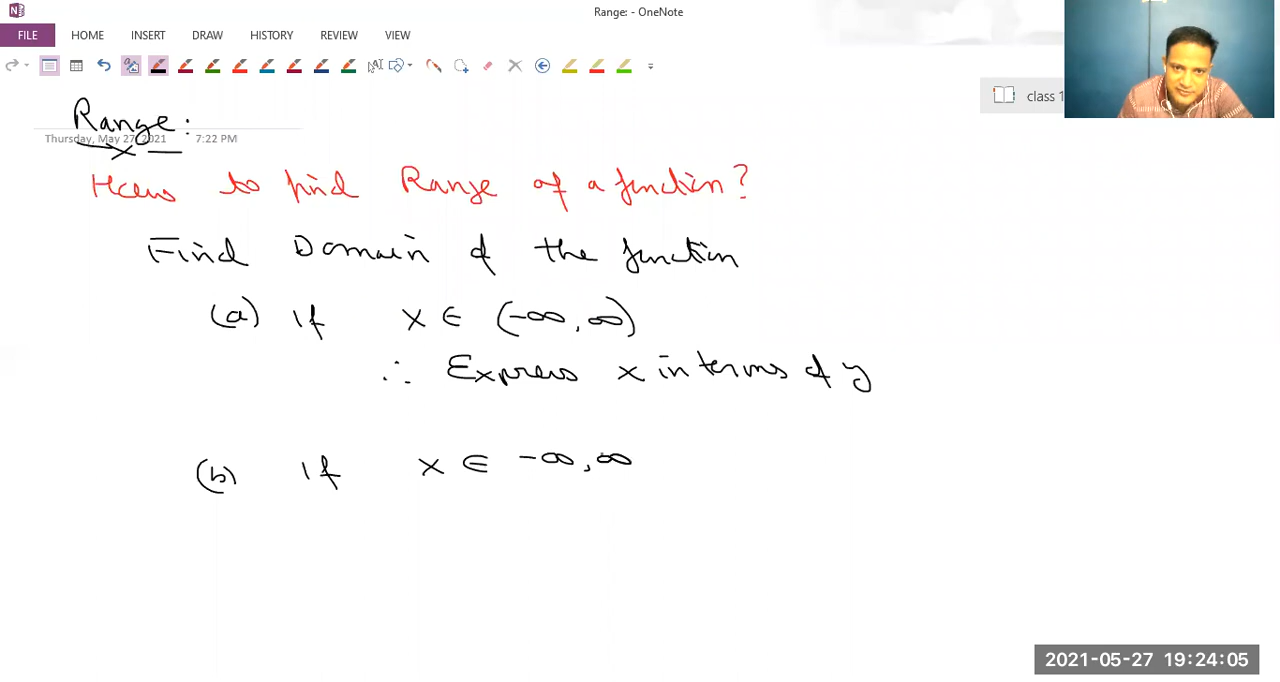 Range: - OneNote
FILE HOME INSERT DRAW HISTORY REVIEW VIEW
class 1
Range:
Thursday, May 27, 2021 7:22 PM
How to find Range of a function?
Find Domain of the function
(a) If x ∈ (-∞, ∞)
∴ Express x in terms of y
(b) If x ∈ -∞, ∞
2021-05-27 19:24:05